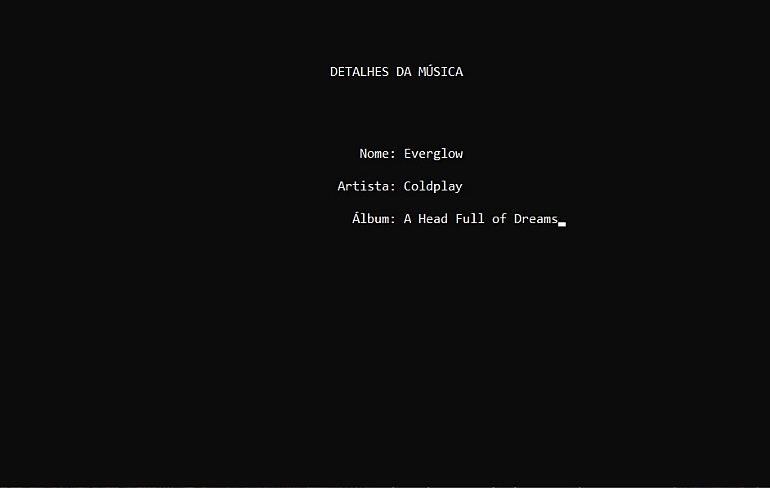 DETALHES DA MÚSICA
Nome: Everglow
Artista: Coldplay
Álbum: A Head Full of Dreams